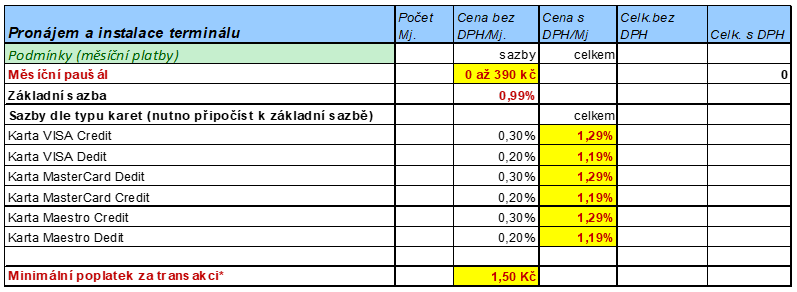 Pronájem a instalace terminálu Počet Mj. Cena bez DPH/Mj. Cena s DPH/Mj Celk.bez DPH Celk. s DPH
Podmínky (měsíční platby) sazby celkem
Měsíční paušál 0 až 390 kč 0
Základní sazba 0,99%
Sazby dle typu karet (nutno připočíst k základní sazbě) celkem
Karta VISA Credit 0,30% 1,29%
Karta VISA Dedit 0,20% 1,19%
Karta MasterCard Dedit 0,30% 1,29%
Karta MasterCard Credit 0,20% 1,19%
Karta Maestro Credit 0,30% 1,29%
Karta Maestro Dedit 0,20% 1,19%
Minimální poplatek za transakci* 1,50 Kč